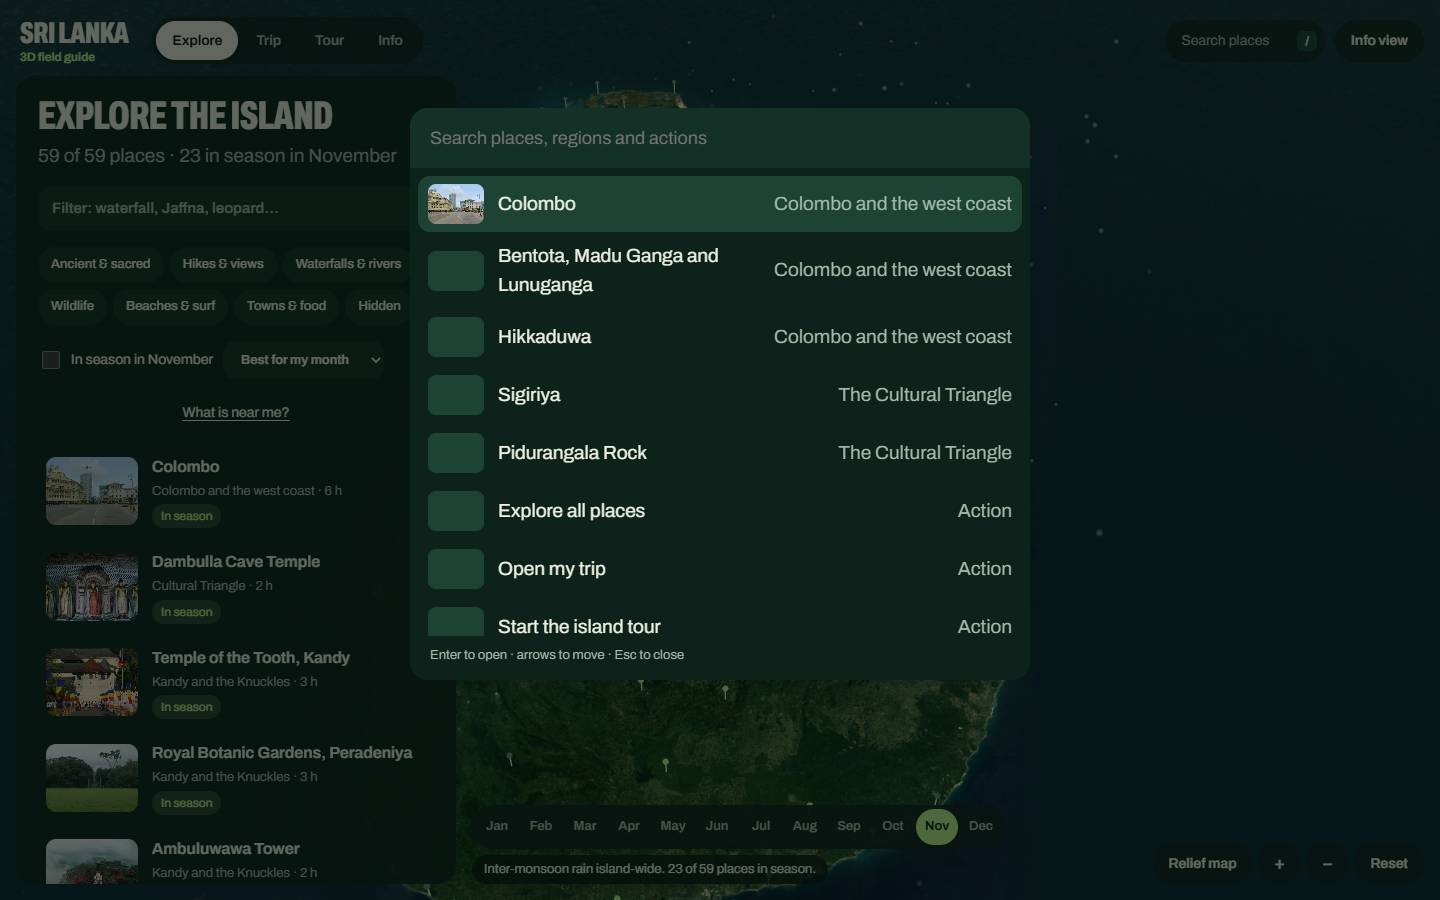 SRI LANKA
3D field guide
Explore
Trip
Tour
Info
Search places
/
Info view
EXPLORE THE ISLAND
59 of 59 places · 23 in season in November
Filter: waterfall, Jaffna, leopard...
Ancient & sacred
Hikes & views
Waterfalls & rivers
Wildlife
Beaches & surf
Towns & food
Hidden
In season in November
Best for my month
What is near me?
Colombo
Colombo and the west coast · 6 h
In season
Dambulla Cave Temple
Cultural Triangle · 2 h
In season
Temple of the Tooth, Kandy
Kandy and the Knuckles · 3 h
In season
Royal Botanic Gardens, Peradeniya
Kandy and the Knuckles · 3 h
In season
Ambuluwawa Tower
Kandy and the Knuckles · 2 h
Search places, regions and actions
Colombo
Colombo and the west coast
Bentota, Madu Ganga and
Lunuganga
Colombo and the west coast
Hikkaduwa
Colombo and the west coast
Sigiriya
The Cultural Triangle
Pidurangala Rock
The Cultural Triangle
Explore all places
Action
Open my trip
Action
Start the island tour
Action
Enter to open · arrows to move · Esc to close
Jan
Feb
Mar
Apr
May
Jun
Jul
Aug
Sep
Oct
Nov
Dec
Inter-monsoon rain island-wide. 23 of 59 places in season.
Relief map
+
−
Reset